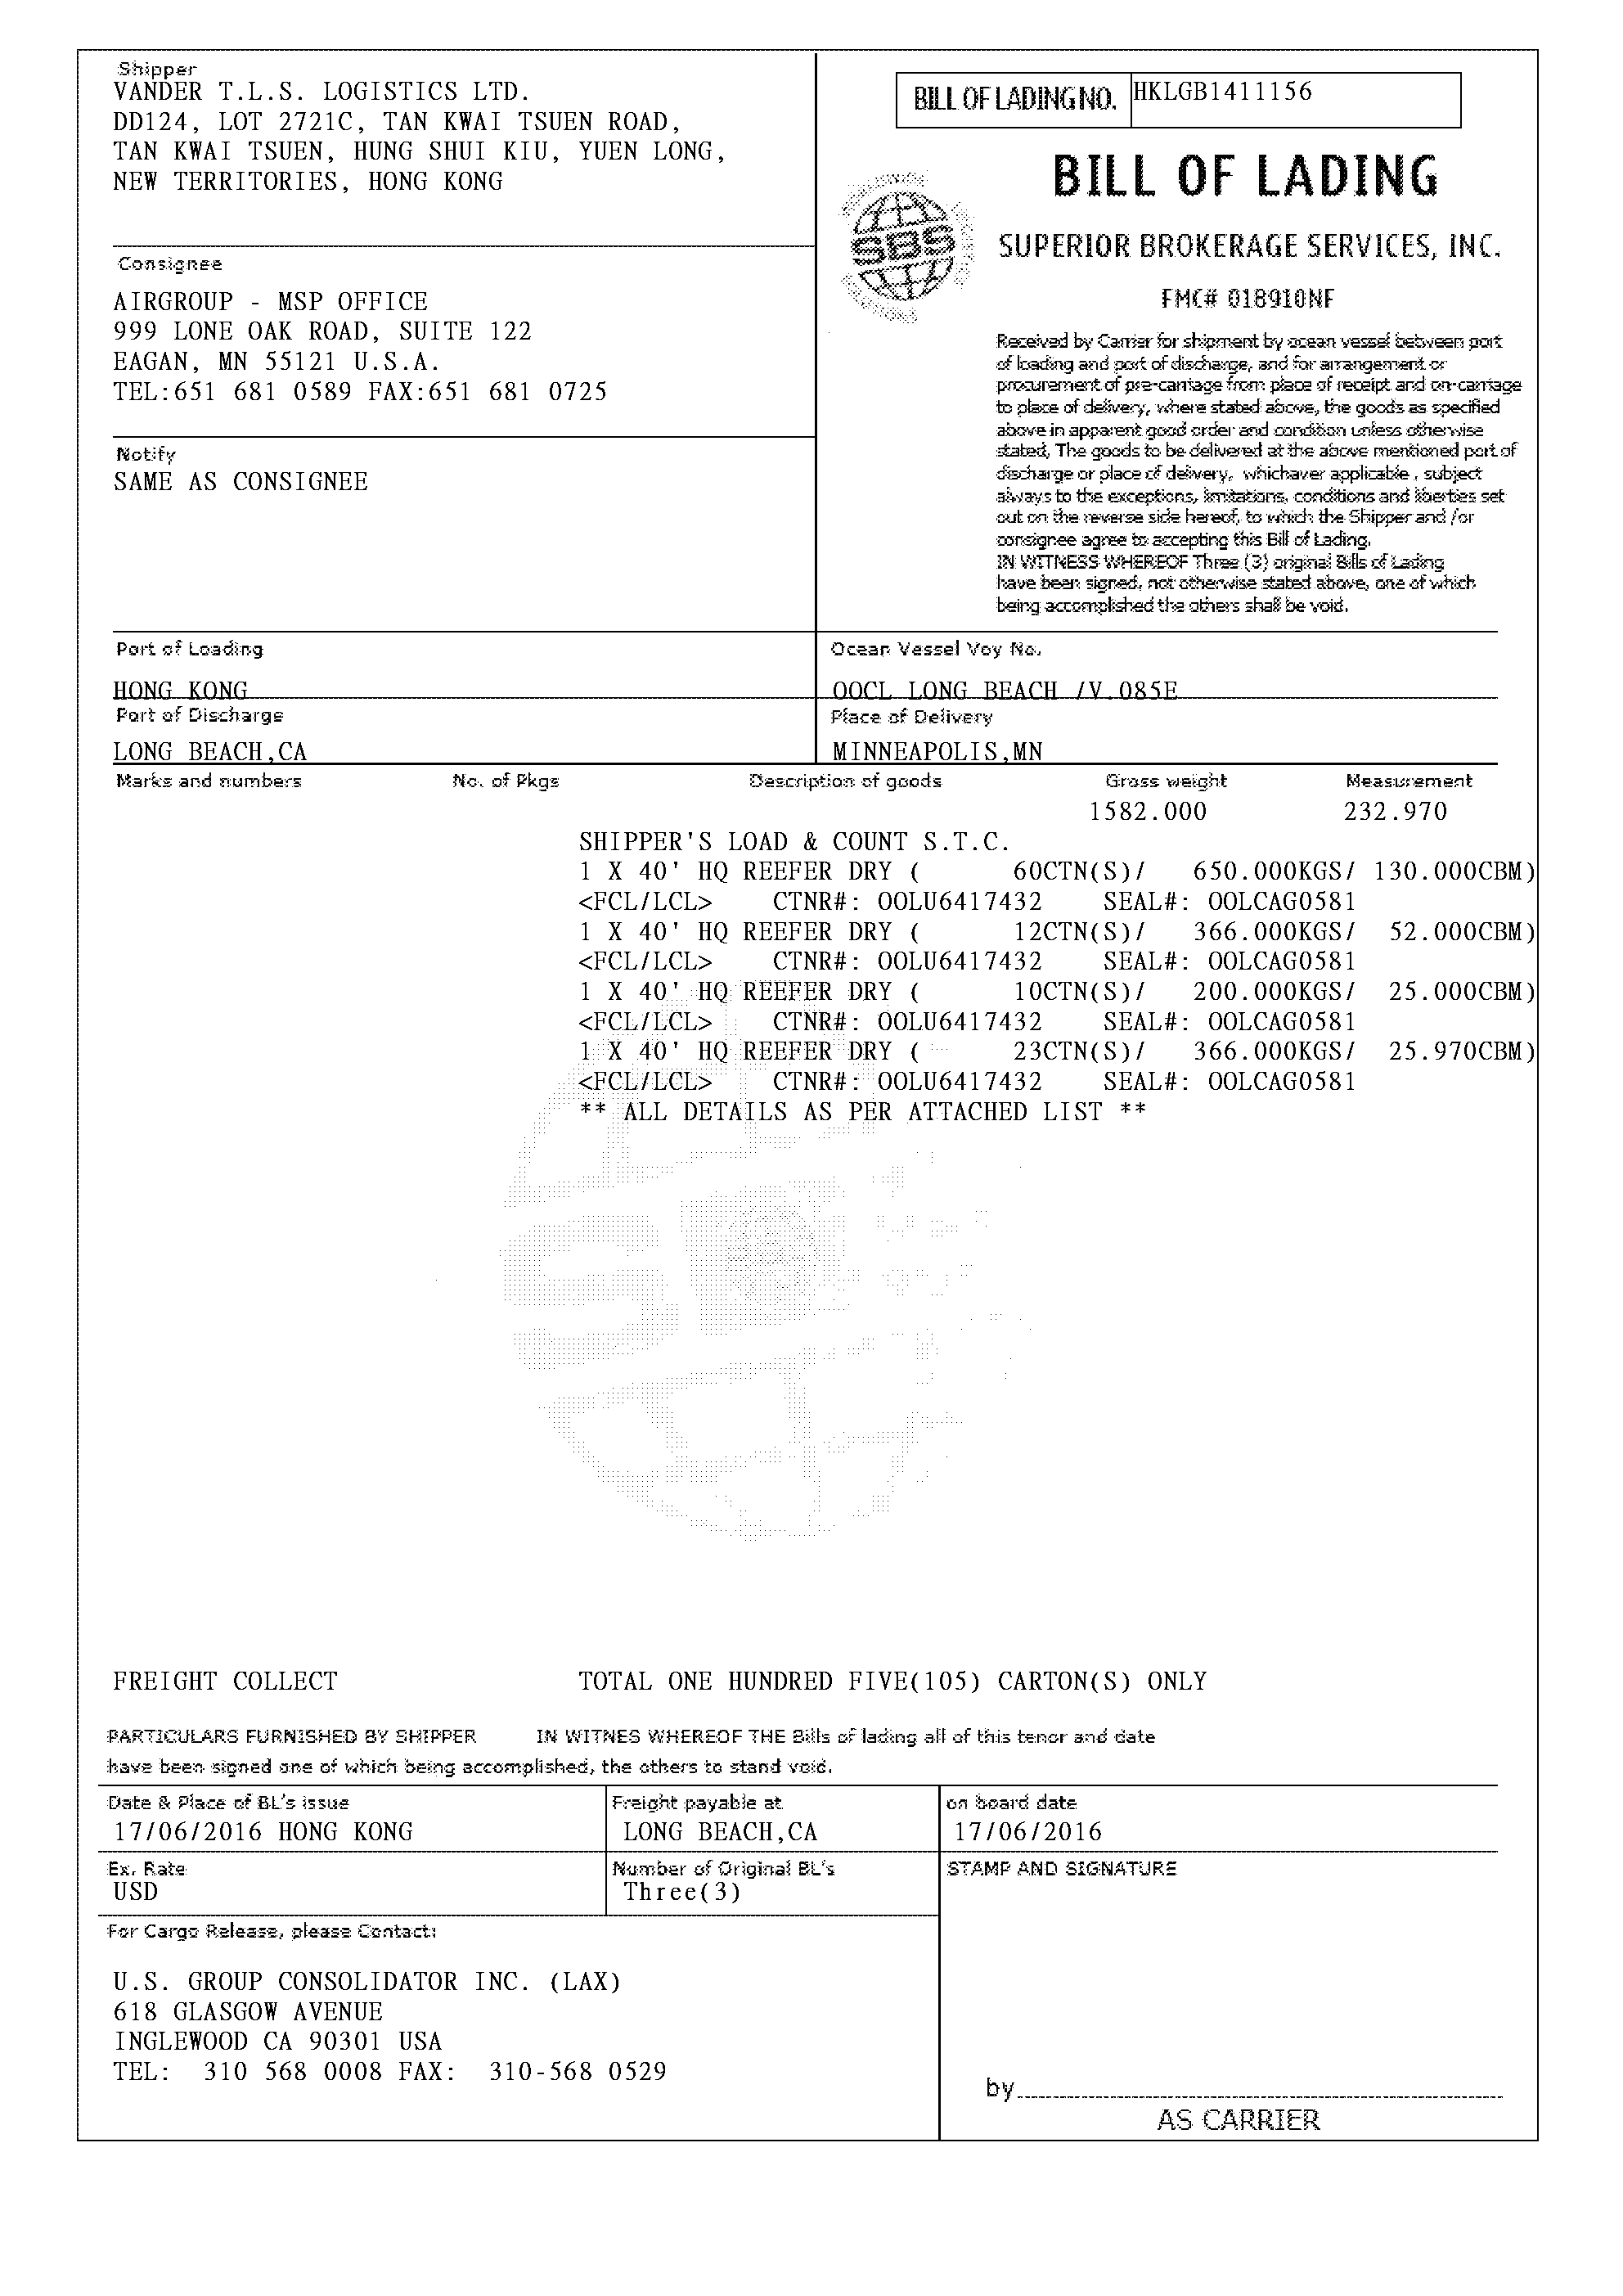 Shipper
VANDER T.L.S. LOGISTICS LTD.
DD124, LOT 2721C, TAN KWAI TSUEN ROAD,
TAN KWAI TSUEN, HUNG SHUI KIU, YUEN LONG,
NEW TERRITORIES, HONG KONG
BILL OF LADING NO. HKLGB1411156
BILL OF LADING
SBS
SUPERIOR BROKERAGE SERVICES, INC.
FMC# 018910NF
Consignee
AIRGROUP - MSP OFFICE
999 LONE OAK ROAD, SUITE 122
EAGAN, MN 55121 U.S.A.
TEL:651 681 0589 FAX:651 681 0725
Notify
SAME AS CONSIGNEE
Received by Carrier for shipment by ocean vessel between port
of loading and port of discharge, and for arrangement or
procurement of pre-carriage from place of receipt and on-carriage
to place of delivery, where stated above, the goods as specified
above in apparent good order and condition unless otherwise
stated, The goods to be delivered at the above mentioned port of
discharge or place of delivery, whichaver applicable , subject
always to the exceptions, limitations, conditions and liberties set
out on the reverse side hereof, to which the Shipper and /or
consignee agree to accepting this Bill of Lading.
IN WITNESS WHEREOF Three (3) original Bills of Lading
have been signed, not otherwise stated above, one of which
being accomplished the others shall be void.
Port of Loading
HONG KONG
Ocean Vessel Voy No.
OOCL LONG BEACH /V.085E
Port of Discharge
LONG BEACH,CA
Place of Delivery
MINNEAPOLIS,MN
Marks and numbers No. of Pkgs Description of goods Gross weight Measurement
1582.000 232.970
SHIPPER'S LOAD & COUNT S.T.C.
1 X 40' HQ REEFER DRY ( 60CTN(S)/ 650.000KGS/ 130.000CBM)
<FCL/LCL> CTNR#: OOLU6417432 SEAL#: OOLCAG0581
1 X 40' HQ REEFER DRY ( 12CTN(S)/ 366.000KGS/ 52.000CBM)
<FCL/LCL> CTNR#: OOLU6417432 SEAL#: OOLCAG0581
1 X 40' HQ REEFER DRY ( 10CTN(S)/ 200.000KGS/ 25.000CBM)
<FCL/LCL> CTNR#: OOLU6417432 SEAL#: OOLCAG0581
1 X 40' HQ REEFER DRY ( 23CTN(S)/ 366.000KGS/ 25.970CBM)
<FCL/LCL> CTNR#: OOLU6417432 SEAL#: OOLCAG0581
** ALL DETAILS AS PER ATTACHED LIST **
FREIGHT COLLECT TOTAL ONE HUNDRED FIVE(105) CARTON(S) ONLY
PARTICULARS FURNISHED BY SHIPPER IN WITNES WHEREOF THE Bills of lading all of this tenor and date
have been signed one of which being accomplished, the others to stand void.
Date & Place of BL's issue
17/06/2016 HONG KONG
Freight payable at
LONG BEACH,CA
on board date
17/06/2016
Ex. Rate
USD
Number of Original BL's
Three(3)
STAMP AND SIGNATURE
For Cargo Release, please Contact:
U.S. GROUP CONSOLIDATOR INC. (LAX)
618 GLASGOW AVENUE
INGLEWOOD CA 90301 USA
TEL: 310 568 0008 FAX: 310-568 0529
by
AS CARRIER